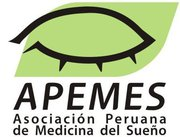 APEMES
Asociación Peruana
de Medicina del Sueño